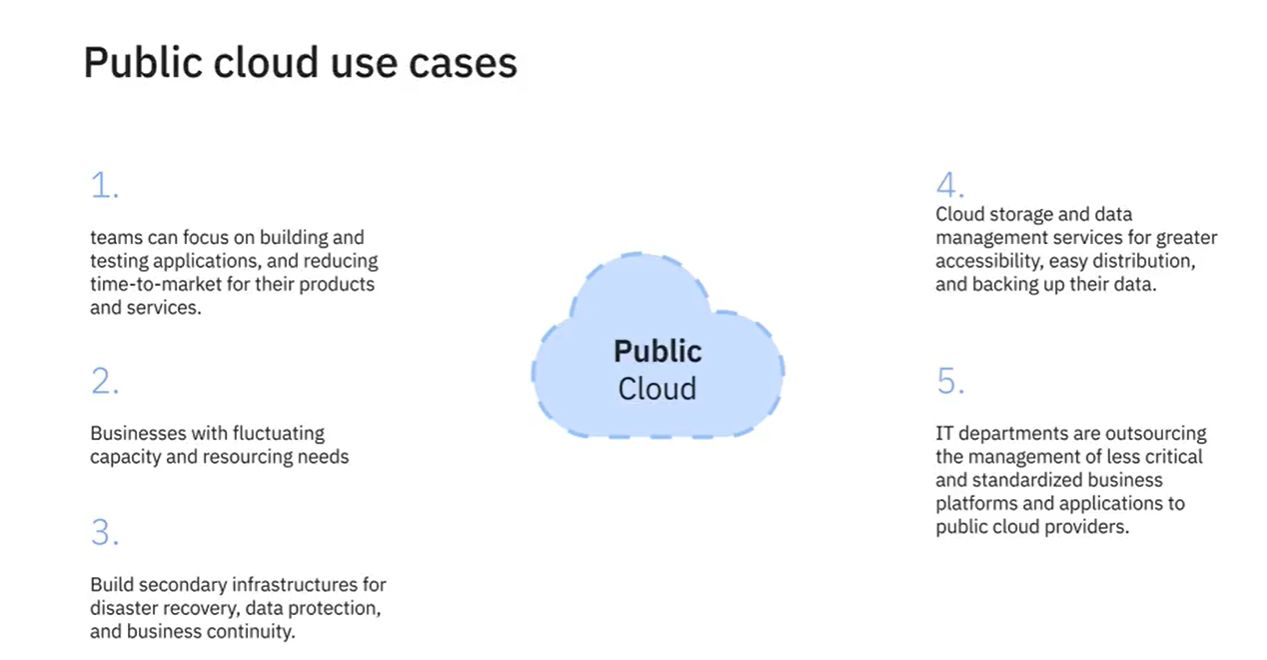 Public cloud use cases
1.
teams can focus on building and
testing applications, and reducing
time-to-market for their products
and services.
2.
Businesses with fluctuating
capacity and resourcing needs
3.
Build secondary infrastructures for
disaster recovery, data protection,
and business continuity.
Public
Cloud
4.
Cloud storage and data
management services for greater
accessibility, easy distribution,
and backing up their data.
5.
IT departments are outsourcing
the management of less critical
and standardized business
platforms and applications to
public cloud providers.